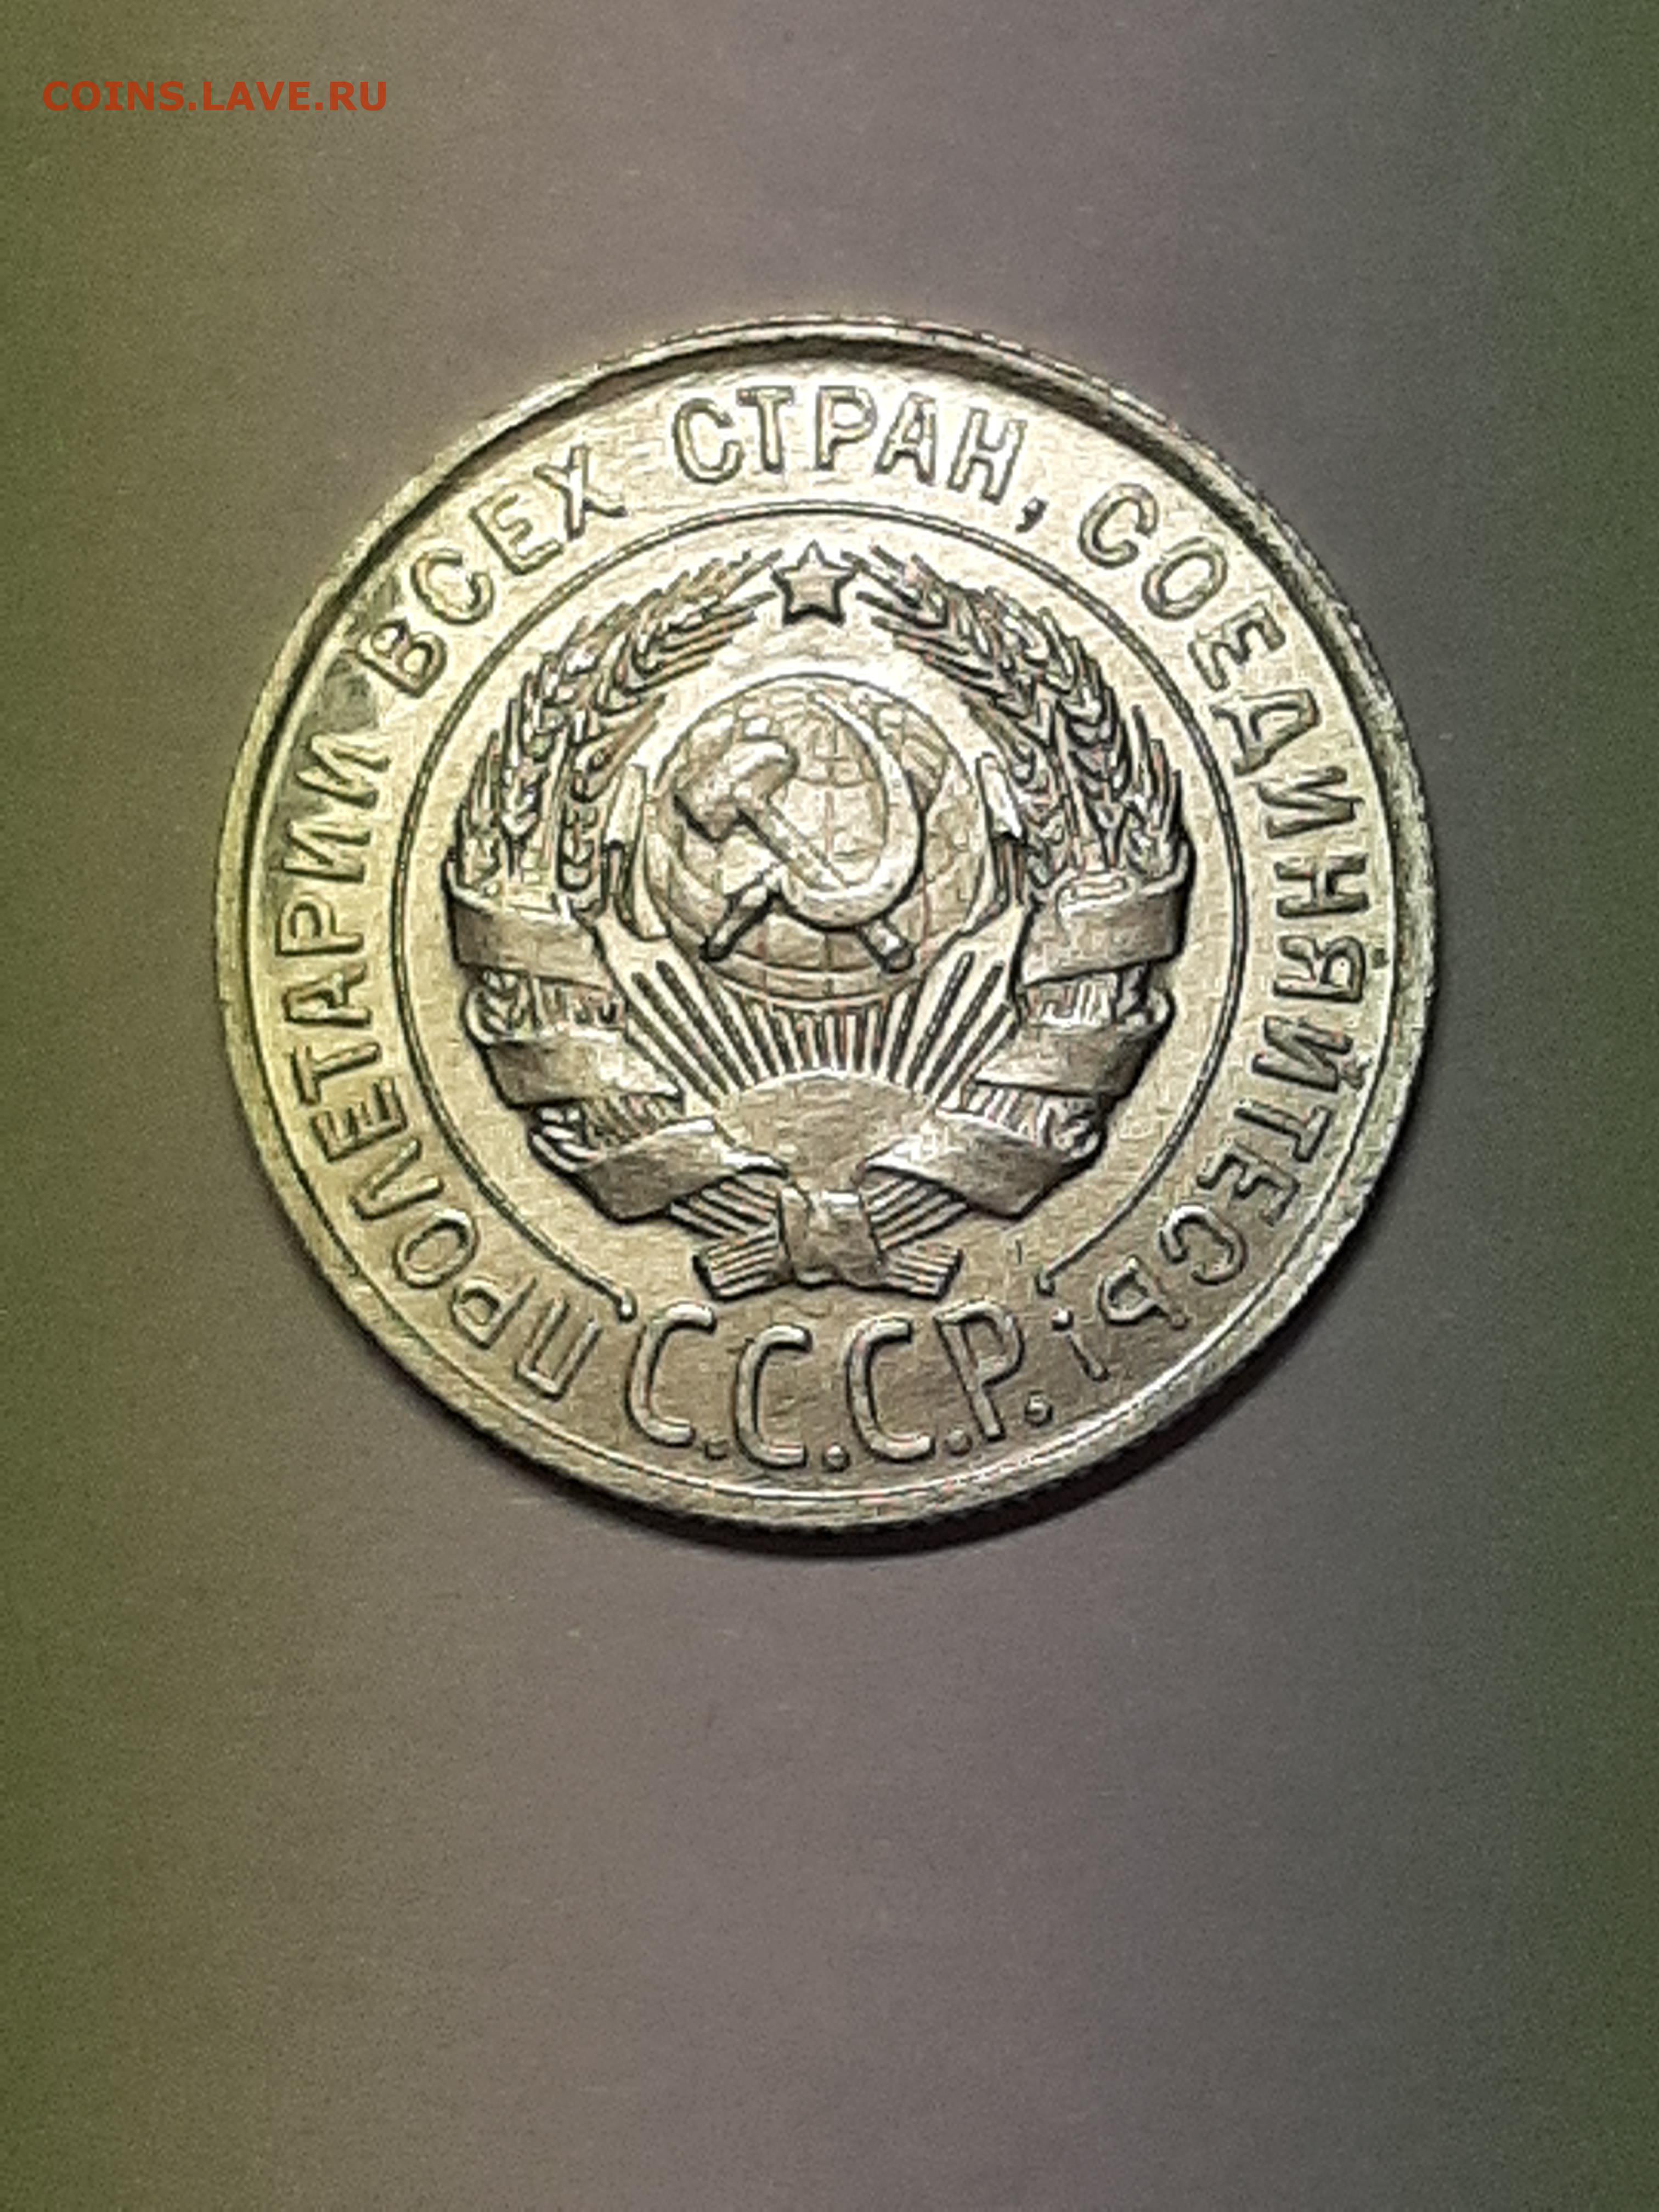 COINS.LAVE.RU
ПРОЛЕТАРИИ ВСЕХ СТРАН, СОЕДИНЯЙТЕСЬ!
С.С.С.Р.